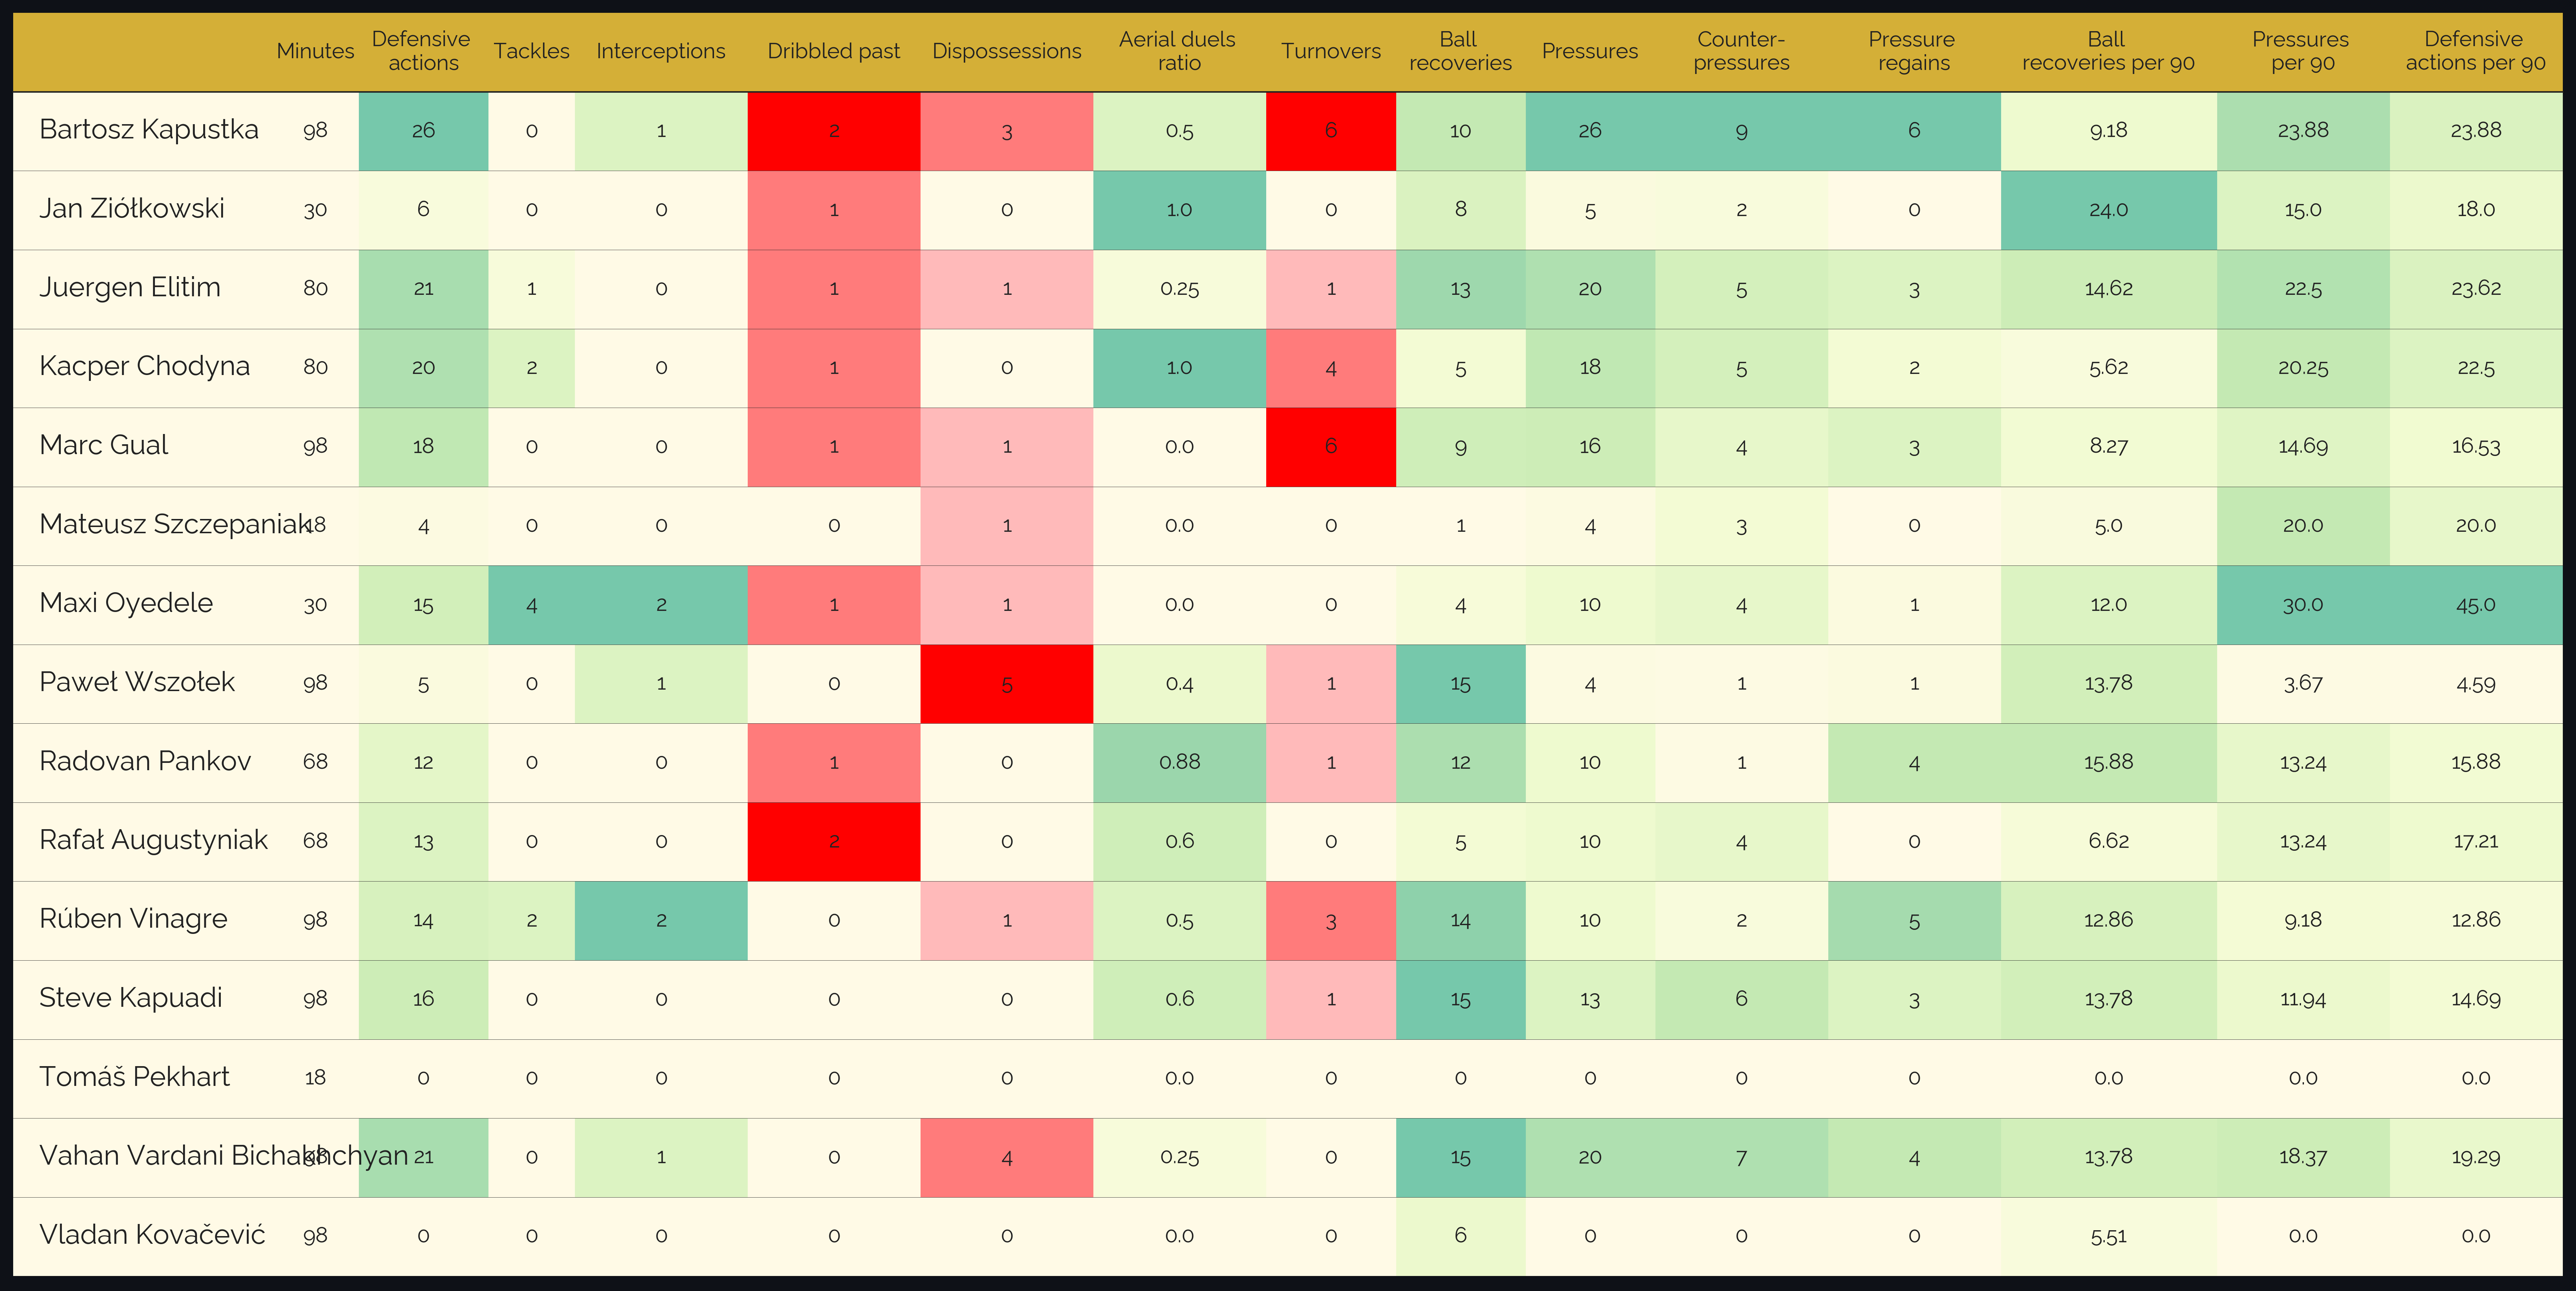 Minutes Defensive actions Tackles Interceptions Dribbled past Dispossessions Aerial duels ratio Turnovers Ball recoveries Pressures Counter-pressures Pressure regains Ball recoveries per 90 Pressures per 90 Defensive actions per 90
Bartosz Kapustka 98 26 0 1 2 3 0.5 6 10 26 9 6 9.18 23.88 23.88
Jan Ziółkowski 30 6 0 0 1 0 1.0 0 8 5 2 0 24.0 15.0 18.0
Juergen Elitim 80 21 1 0 1 1 0.25 1 13 20 5 3 14.62 22.5 23.62
Kacper Chodyna 80 20 2 0 1 0 1.0 4 5 18 5 2 5.62 20.25 22.5
Marc Gual 98 18 0 0 1 1 0.0 6 9 16 4 3 8.27 14.69 16.53
Mateusz Szczepaniak 18 4 0 0 0 1 0.0 0 1 4 3 0 5.0 20.0 20.0
Maxi Oyedele 30 15 4 2 1 1 0.0 0 4 10 4 1 12.0 30.0 45.0
Paweł Wszołek 98 5 0 1 0 5 0.4 1 15 4 1 1 13.78 3.67 4.59
Radovan Pankov 68 12 0 0 1 0 0.88 1 12 10 1 4 15.88 13.24 15.88
Rafał Augustyniak 68 13 0 0 2 0 0.6 0 5 10 4 0 6.62 13.24 17.21
Rúben Vinagre 98 14 2 2 0 1 0.5 3 14 10 2 5 12.86 9.18 12.86
Steve Kapuadi 98 16 0 0 0 0 0.6 1 15 13 6 3 13.78 11.94 14.69
Tomáš Pekhart 18 0 0 0 0 0 0.0 0 0 0 0 0 0.0 0.0 0.0
Vahan Vardani Bichakhchyan 98 21 0 1 0 4 0.25 0 15 20 7 4 13.78 18.37 19.29
Vladan Kovačević 98 0 0 0 0 0 0.0 0 6 0 0 0 5.51 0.0 0.0